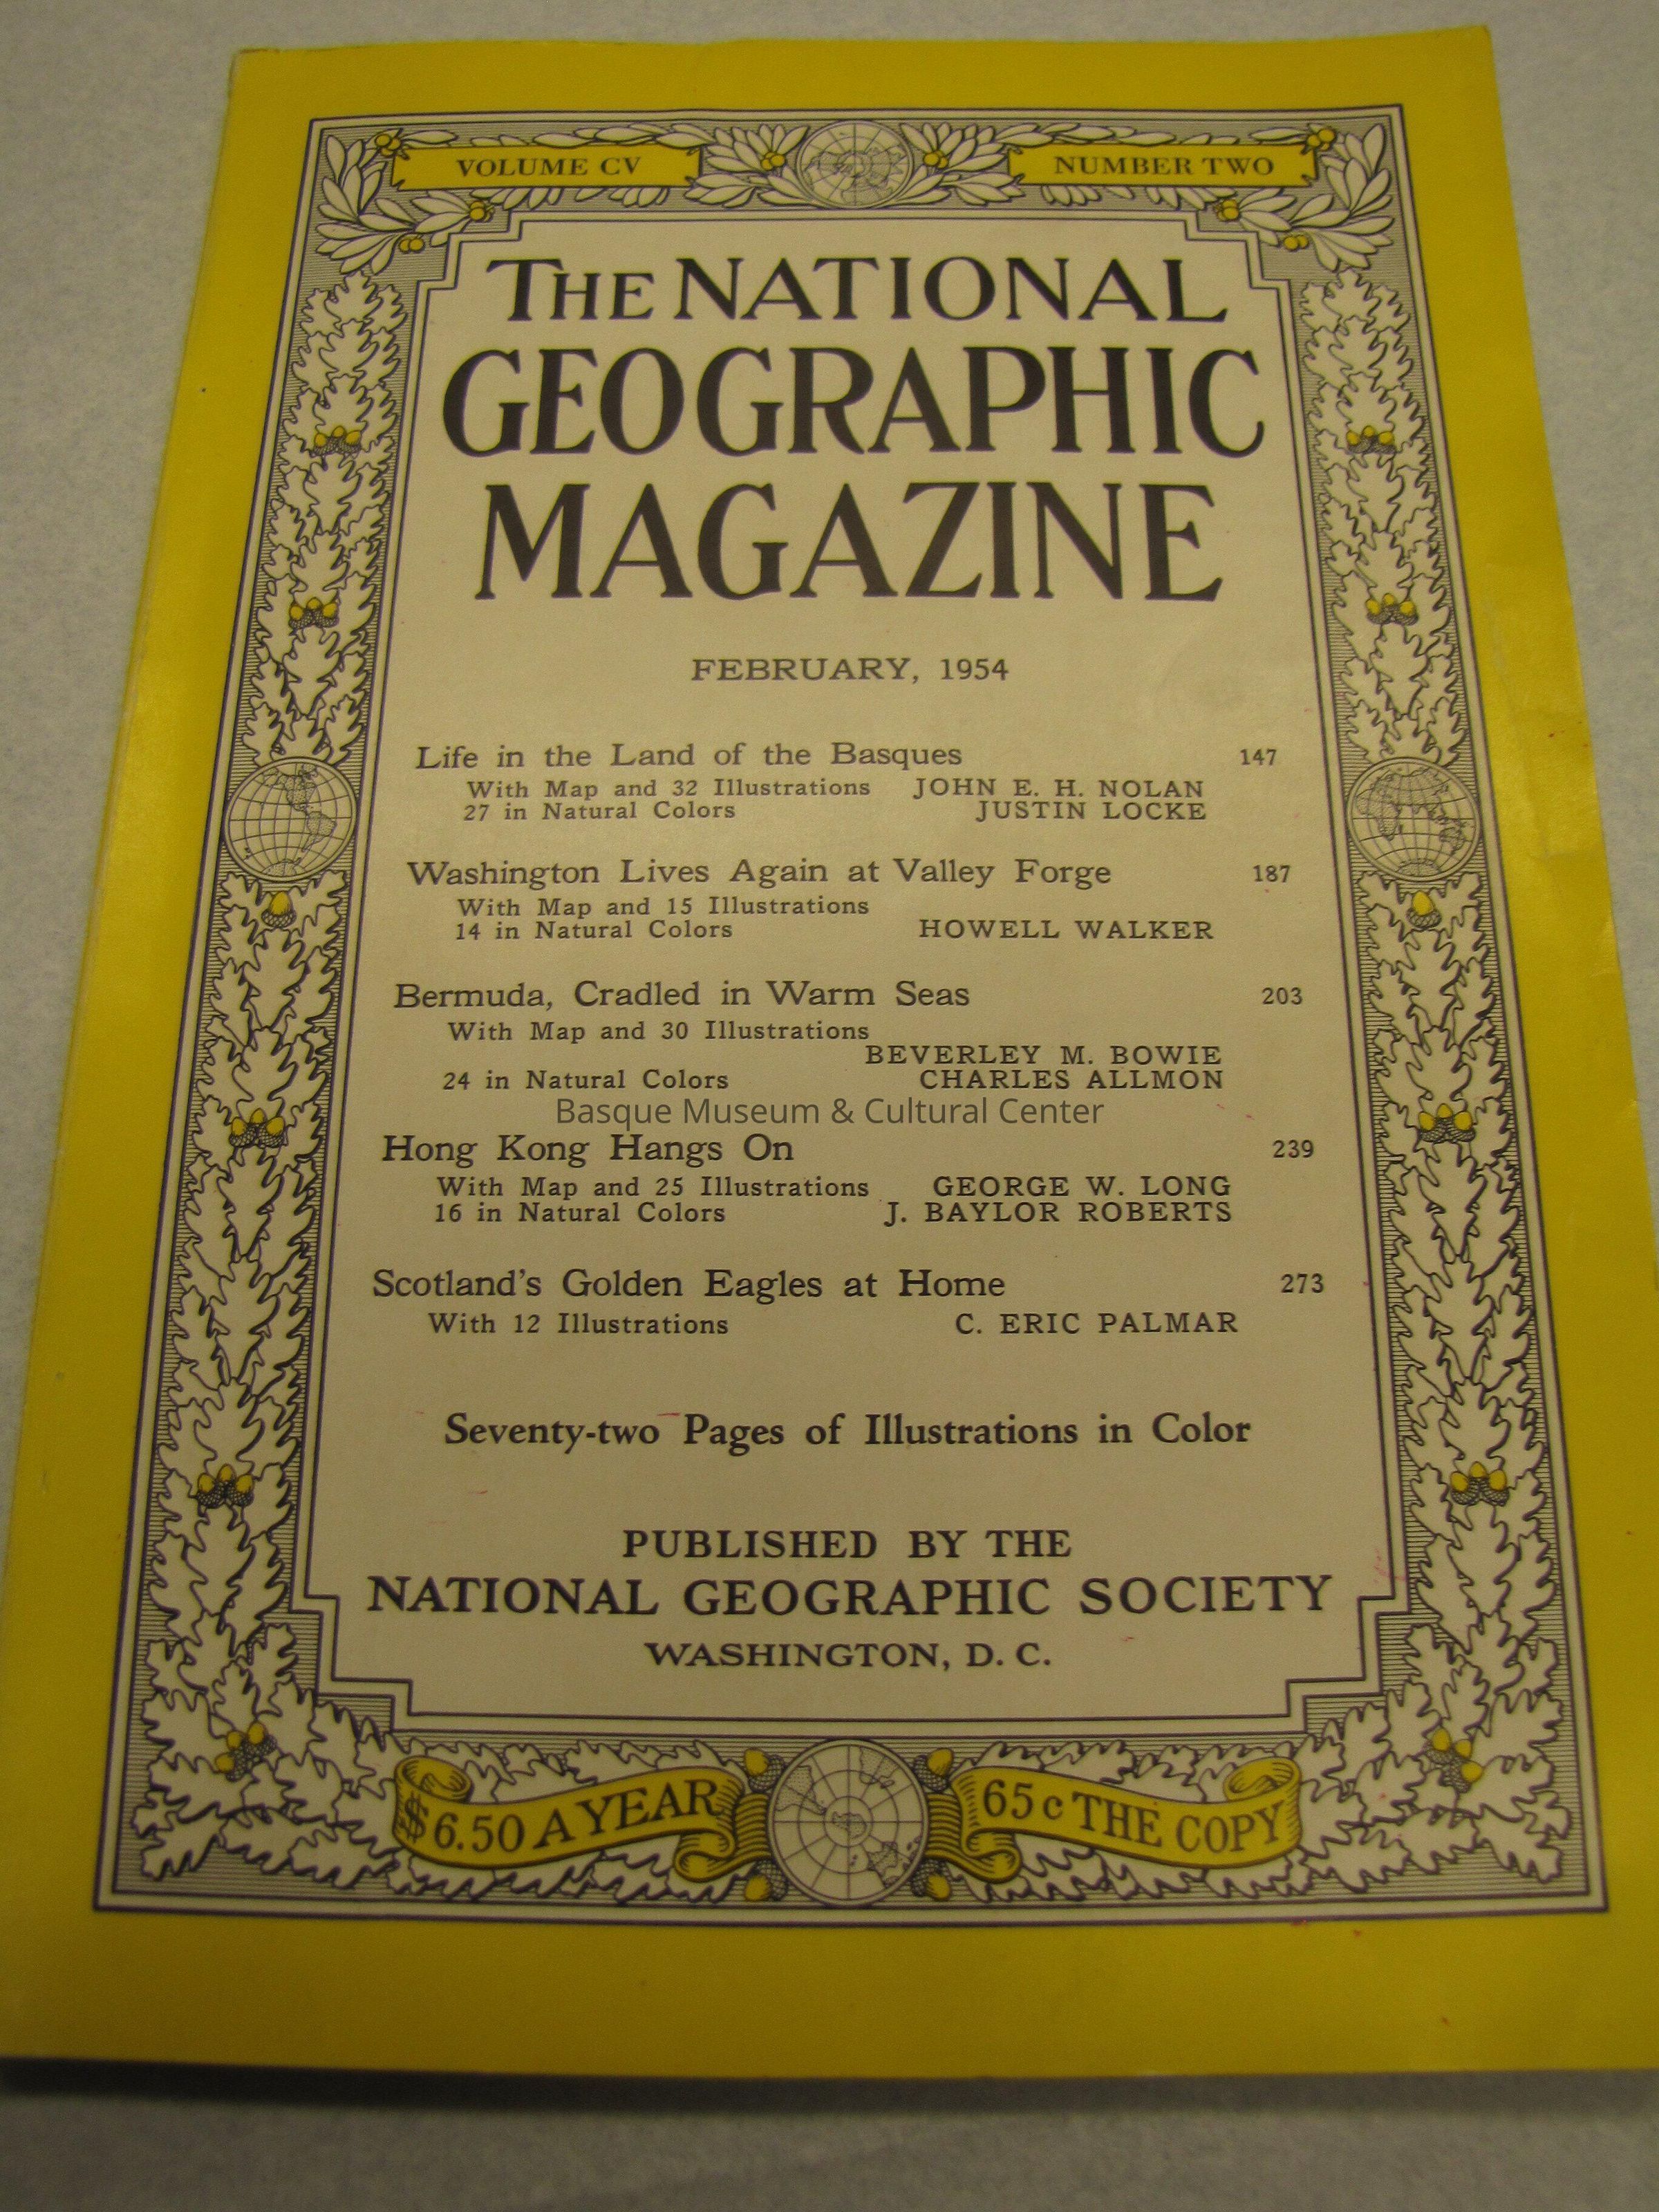 VOLUME CV
NUMBER TWO
THE NATIONAL
GEOGRAPHIC
MAGAZINE
FEBRUARY, 1954
Life in the Land of the Basques 147
With Map and 32 Illustrations JOHN E. H. NOLAN
27 in Natural Colors JUSTIN LOCKE
Washington Lives Again at Valley Forge 187
With Map and 15 Illustrations
14 in Natural Colors HOWELL WALKER
Bermuda, Cradled in Warm Seas 203
With Map and 30 Illustrations
BEVERLEY M. BOWIE
24 in Natural Colors CHARLES ALLMON
Basque Museum & Cultural Center
Hong Kong Hangs On 239
With Map and 25 Illustrations GEORGE W. LONG
16 in Natural Colors J. BAYLOR ROBERTS
Scotland's Golden Eagles at Home 273
With 12 Illustrations C. ERIC PALMAR
Seventy-two Pages of Illustrations in Color
PUBLISHED BY THE
NATIONAL GEOGRAPHIC SOCIETY
WASHINGTON, D. C.
$6.50 A YEAR
65c THE COPY